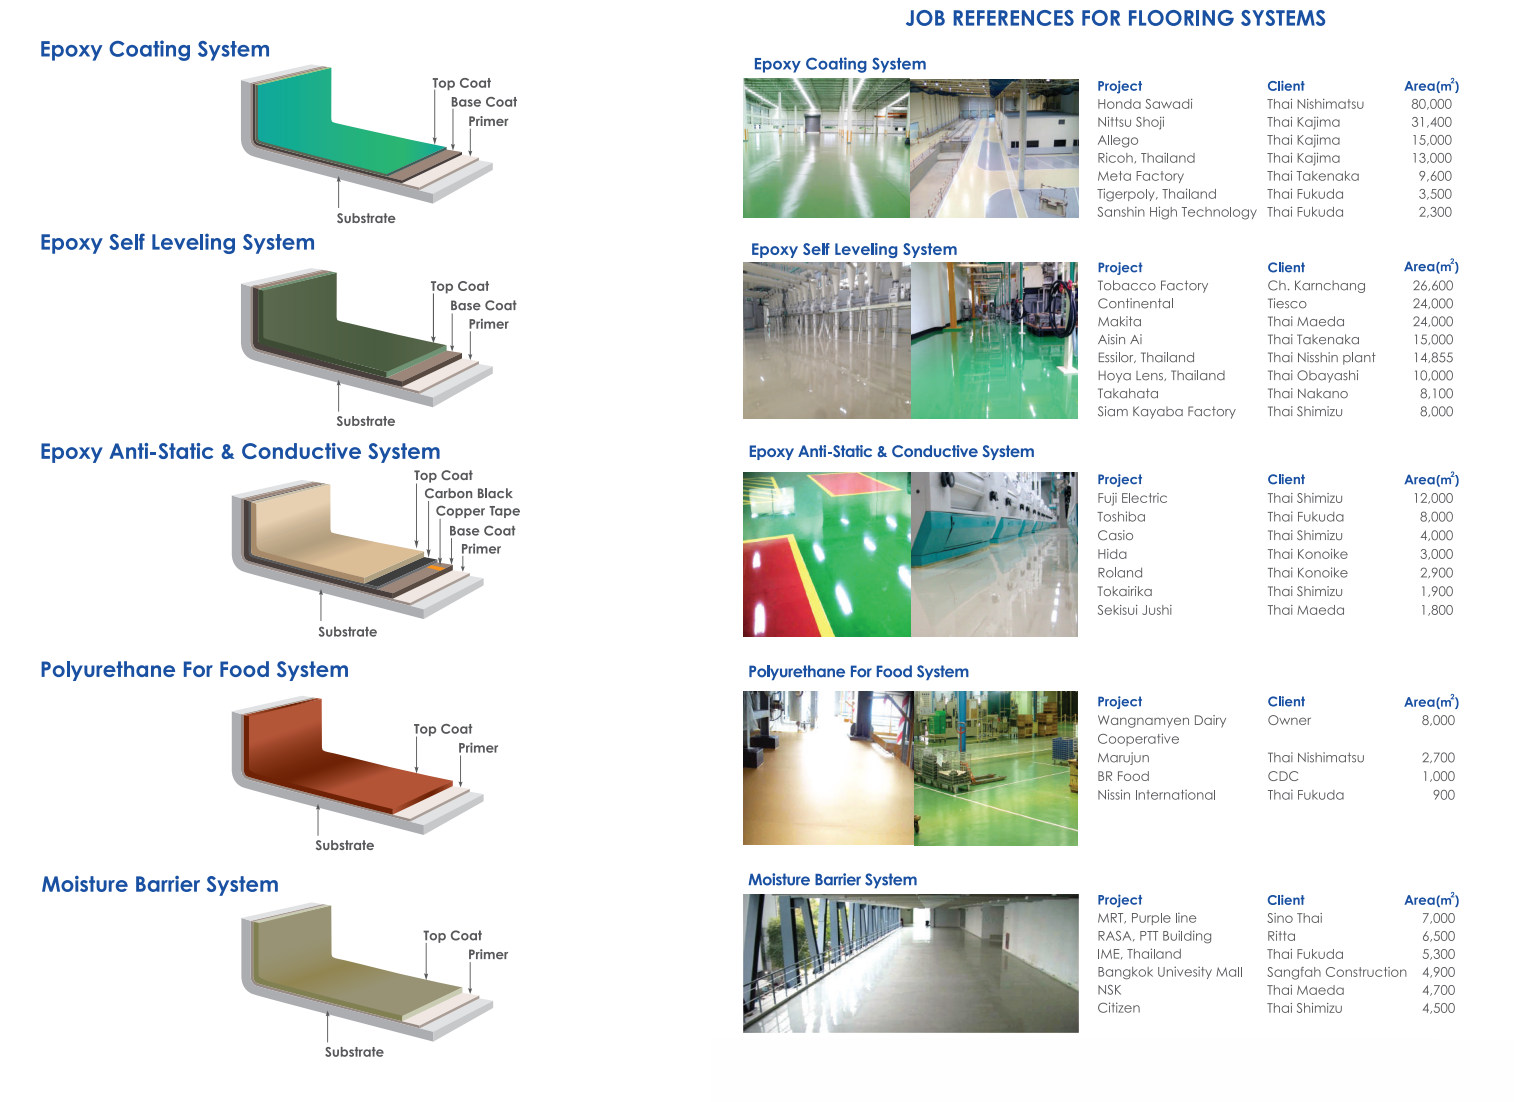 Epoxy Coating System
Top Coat
Base Coat
Primer
Substrate
Epoxy Self Leveling System
Top Coat
Base Coat
Primer
Substrate
Epoxy Anti-Static & Conductive System
Top Coat
Carbon Black
Copper Tape
Base Coat
Primer
Substrate
Polyurethane For Food System
Top Coat
Primer
Substrate
Moisture Barrier System
Top Coat
Primer
Substrate
JOB REFERENCES FOR FLOORING SYSTEMS
Epoxy Coating System
Project Client Area(m²)
Honda Sawadi Thai Nishimatsu 80,000
Nittsu Shoji Thai Kajima 31,400
Allego Thai Kajima 15,000
Ricoh, Thailand Thai Kajima 13,000
Meta Factory Thai Takenaka 9,600
Tigerpoly, Thailand Thai Fukuda 3,500
Sanshin High Technology Thai Fukuda 2,300
Epoxy Self Leveling System
Project Client Area(m²)
Tobacco Factory Ch. Karnchang 26,600
Continental Tiesco 24,000
Makita Thai Maeda 24,000
Aisin Ai Thai Takenaka 15,000
Essilor, Thailand Thai Nisshin plant 14,855
Hoya Lens, Thailand Thai Obayashi 10,000
Takahata Thai Nakano 8,100
Siam Kayaba Factory Thai Shimizu 8,000
Epoxy Anti-Static & Conductive System
Project Client Area(m²)
Fuji Electric Thai Shimizu 12,000
Toshiba Thai Fukuda 8,000
Casio Thai Shimizu 4,000
Hida Thai Konoike 3,000
Roland Thai Konoike 2,900
Tokairika Thai Shimizu 1,900
Sekisui Jushi Thai Maeda 1,800
Polyurethane For Food System
Project Client Area(m²)
Wangnamyen Dairy Owner 8,000
Cooperative
Marujun Thai Nishimatsu 2,700
BR Food CDC 1,000
Nissin International Thai Fukuda 900
Moisture Barrier System
Project Client Area(m²)
MRT, Purple line Sino Thai 7,000
RASA, PTT Building Ritta 6,500
IME, Thailand Thai Fukuda 5,300
Bangkok Univesity Mall Sangfah Construction 4,900
NSK Thai Maeda 4,700
Citizen Thai Shimizu 4,500